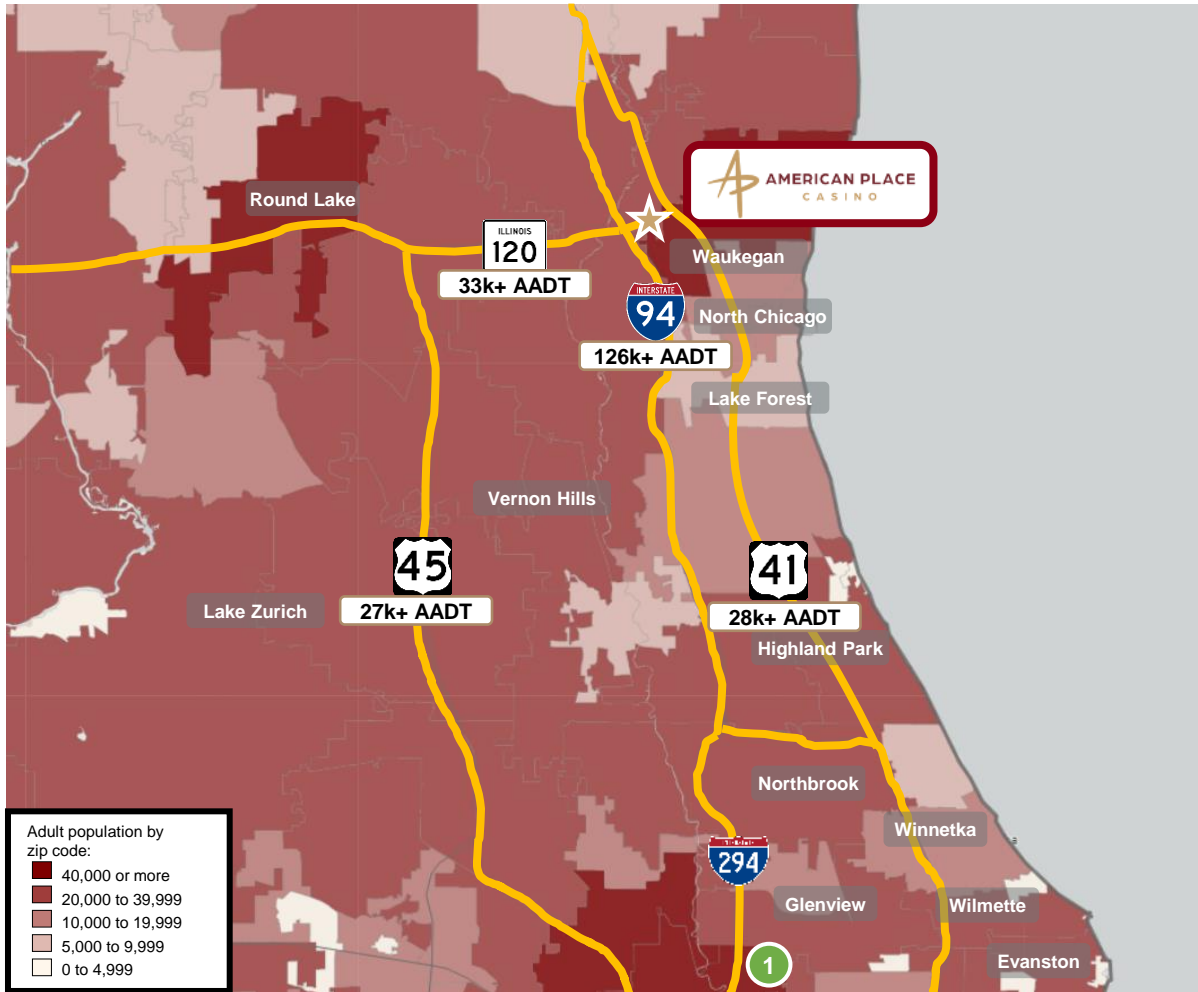 AMERICAN PLACE
CASINO
Round Lake
ILLINOIS
120
33k+ AADT
Waukegan
INTERSTATE
94
North Chicago
126k+ AADT
Lake Forest
Vernon Hills
45
27k+ AADT
41
28k+ AADT
Lake Zurich
Highland Park
Northbrook
Winnetka
294
Glenview
Wilmette
1
Evanston
Adult population by
zip code:
40,000 or more
20,000 to 39,999
10,000 to 19,999
5,000 to 9,999
0 to 4,999